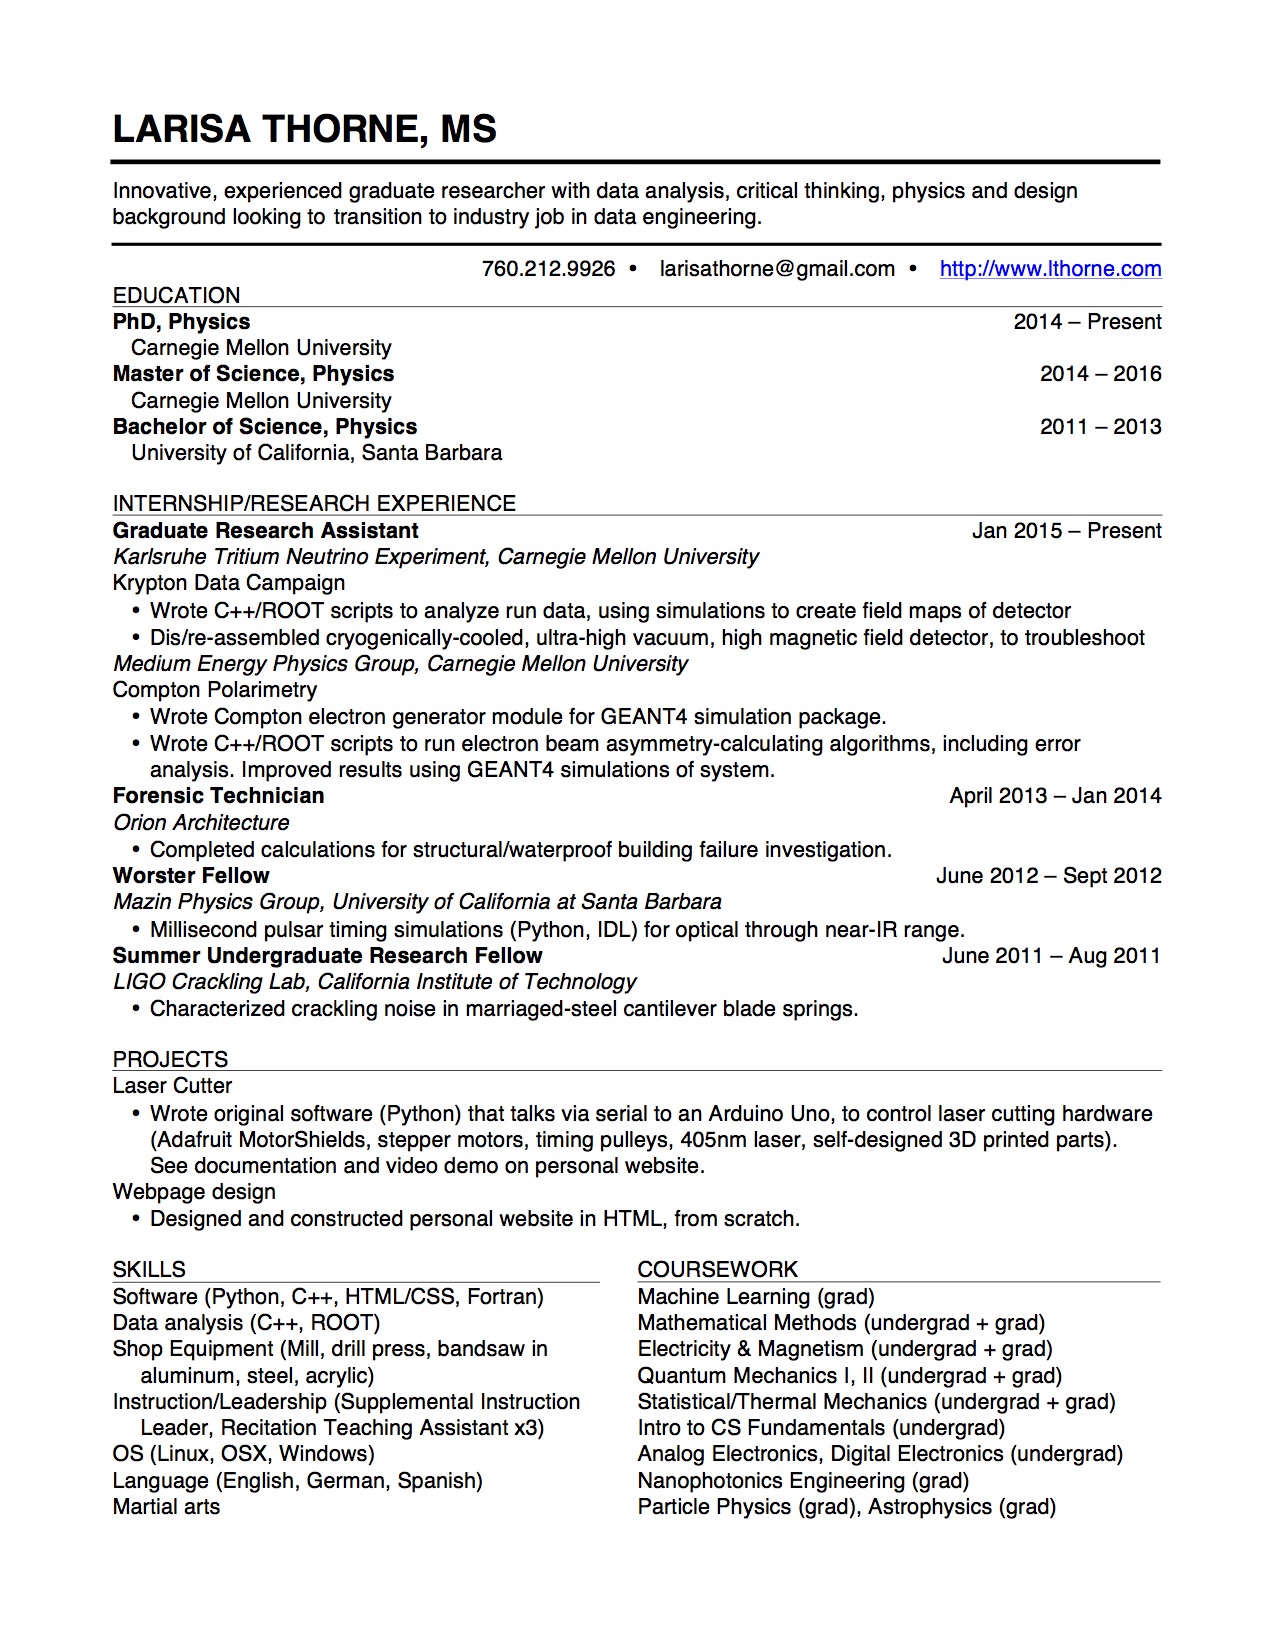 LARISA THORNE, MS
Innovative, experienced graduate researcher with data analysis, critical thinking, physics and design
background looking to transition to industry job in data engineering.
760.212.9926 • larisathorne@gmail.com • http://www.lthorne.com
EDUCATION
PhD, Physics 2014 – Present
Carnegie Mellon University
Master of Science, Physics 2014 – 2016
Carnegie Mellon University
Bachelor of Science, Physics 2011 – 2013
University of California, Santa Barbara
INTERNSHIP/RESEARCH EXPERIENCE
Graduate Research Assistant Jan 2015 – Present
Karlsruhe Tritium Neutrino Experiment, Carnegie Mellon University
Krypton Data Campaign
• Wrote C++/ROOT scripts to analyze run data, using simulations to create field maps of detector
• Dis/re-assembled cryogenically-cooled, ultra-high vacuum, high magnetic field detector, to troubleshoot
Medium Energy Physics Group, Carnegie Mellon University
Compton Polarimetry
• Wrote Compton electron generator module for GEANT4 simulation package.
• Wrote C++/ROOT scripts to run electron beam asymmetry-calculating algorithms, including error
analysis. Improved results using GEANT4 simulations of system.
Forensic Technician April 2013 – Jan 2014
Orion Architecture
• Completed calculations for structural/waterproof building failure investigation.
Worster Fellow June 2012 – Sept 2012
Mazin Physics Group, University of California at Santa Barbara
• Millisecond pulsar timing simulations (Python, IDL) for optical through near-IR range.
Summer Undergraduate Research Fellow June 2011 – Aug 2011
LIGO Crackling Lab, California Institute of Technology
• Characterized crackling noise in marriaged-steel cantilever blade springs.
PROJECTS
Laser Cutter
• Wrote original software (Python) that talks via serial to an Arduino Uno, to control laser cutting hardware
(Adafruit MotorShields, stepper motors, timing pulleys, 405nm laser, self-designed 3D printed parts).
See documentation and video demo on personal website.
Webpage design
• Designed and constructed personal website in HTML, from scratch.
SKILLS
Software (Python, C++, HTML/CSS, Fortran)
Data analysis (C++, ROOT)
Shop Equipment (Mill, drill press, bandsaw in
aluminum, steel, acrylic)
Instruction/Leadership (Supplemental Instruction
Leader, Recitation Teaching Assistant x3)
OS (Linux, OSX, Windows)
Language (English, German, Spanish)
Martial arts
COURSEWORK
Machine Learning (grad)
Mathematical Methods (undergrad + grad)
Electricity & Magnetism (undergrad + grad)
Quantum Mechanics I, II (undergrad + grad)
Statistical/Thermal Mechanics (undergrad + grad)
Intro to CS Fundamentals (undergrad)
Analog Electronics, Digital Electronics (undergrad)
Nanophotonics Engineering (grad)
Particle Physics (grad), Astrophysics (grad)